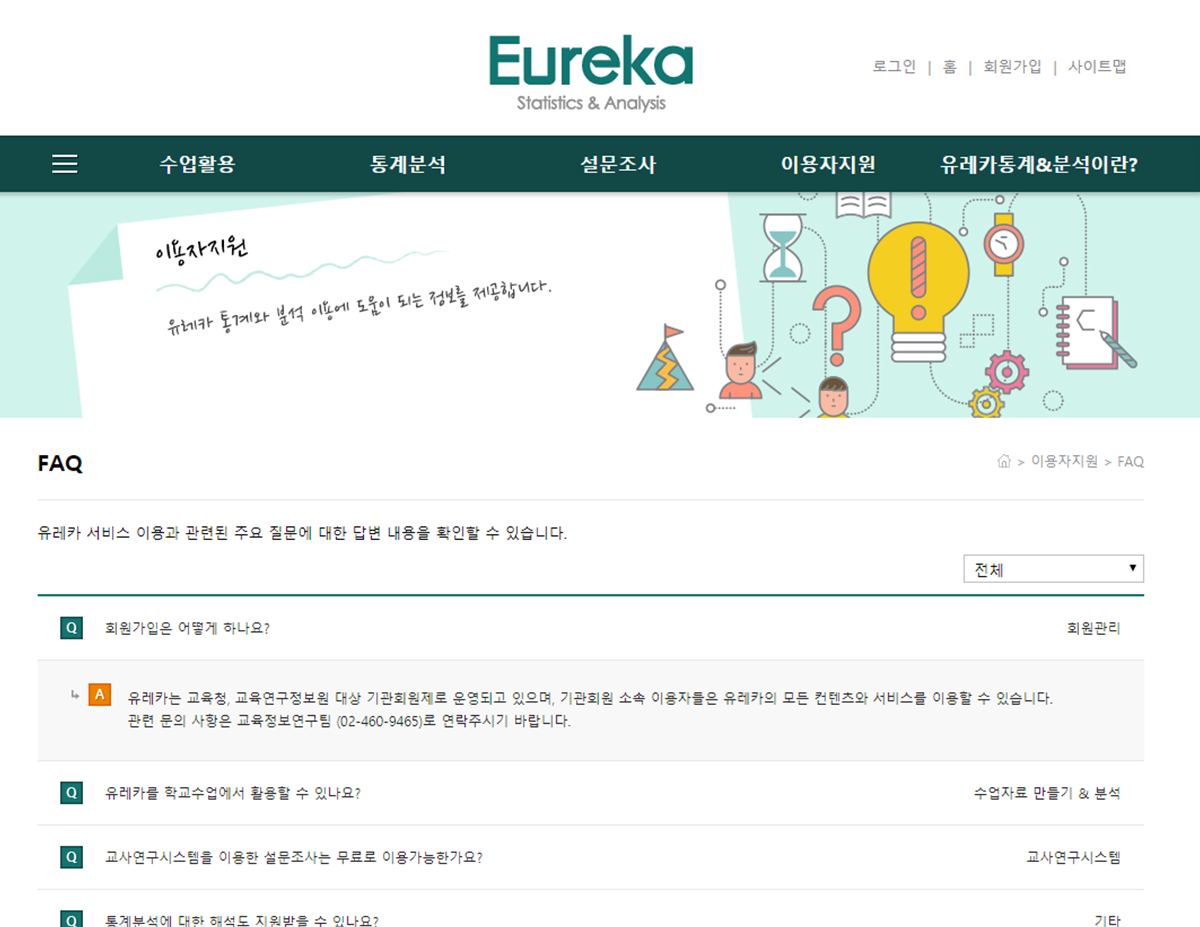 Eureka
Statistics & Analysis
로그인 | 홈 | 회원가입 | 사이트맵
수업활용 통계분석 설문조사 이용자지원 유레카통계&분석이란?
이용자지원
유레카 통계와 분석 이용에 도움이 되는 정보를 제공합니다.
FAQ
> 이용자지원 > FAQ
유레카 서비스 이용과 관련된 주요 질문에 대한 답변 내용을 확인할 수 있습니다.
전체
Q 회원가입은 어떻게 하나요? 회원관리
A 유레카는 교육청, 교육연구정보원 대상 기관회원제로 운영되고 있으며, 기관회원 소속 이용자들은 유레카의 모든 컨텐츠와 서비스를 이용할 수 있습니다.
관련 문의 사항은 교육정보연구팀 (02-460-9465)로 연락주시기 바랍니다.
Q 유레카를 학교수업에서 활용할 수 있나요? 수업자료 만들기 & 분석
Q 교사연구시스템을 이용한 설문조사는 무료로 이용가능한가요? 교사연구시스템
Q 통계분석에 대한 해석도 지원받을 수 있나요? 기타